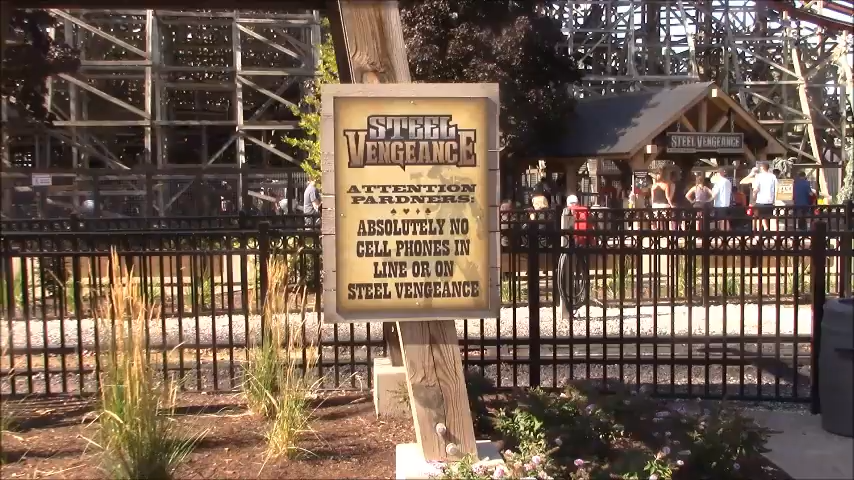 STEEL
VENGEANCE
ATTENTION
PARDNERS:
ABSOLUTELY NO
CELL PHONES IN
LINE OR ON
STEEL VENGEANCE
STEEL VENGEANCE